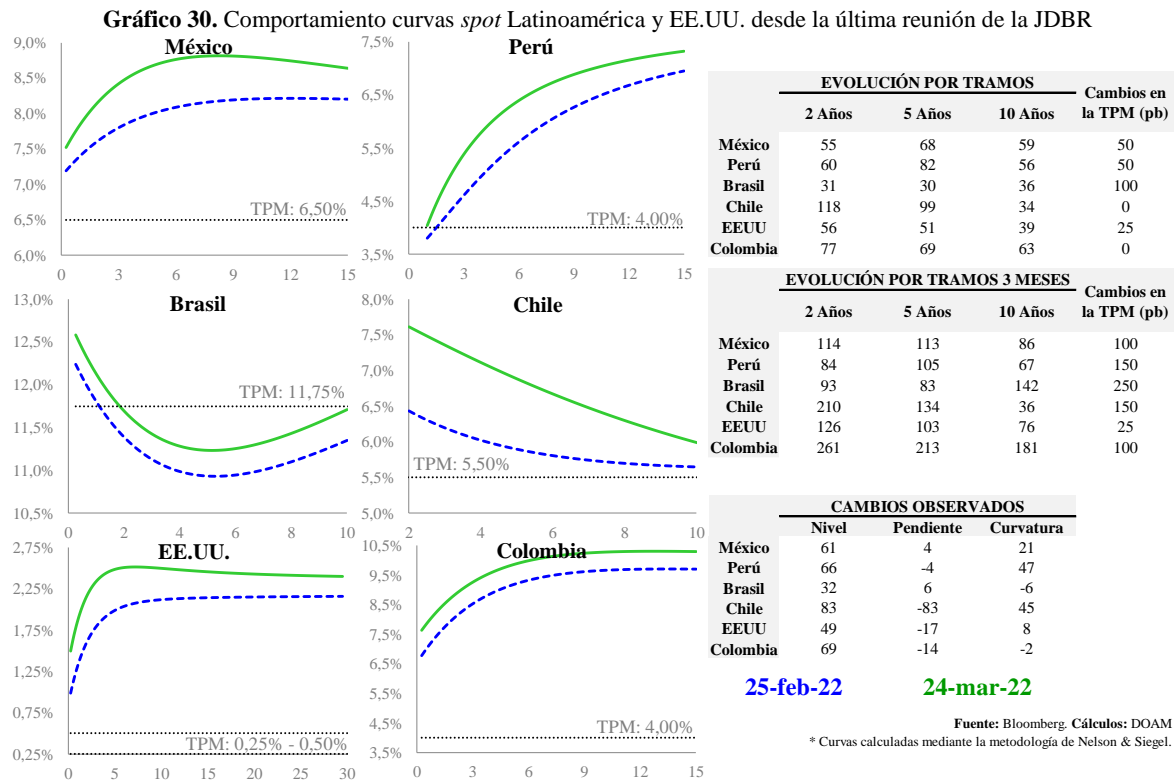 Gráfico 30. Comportamiento curvas spot Latinoamérica y EE.UU. desde la última reunión de la JDBR
México
9,0%
8,5%
8,0%
7,5%
7,0%
6,5%
6,0%
TPM: 6,50%
0 3 6 9 12 15
Perú
7,5%
6,5%
5,5%
4,5%
3,5%
TPM: 4,00%
0 3 6 9 12 15
Brasil
13,0%
12,5%
12,0%
11,5%
11,0%
10,5%
TPM: 11,75%
0 2 4 6 8 10
Chile
8,0%
7,5%
7,0%
6,5%
6,0%
5,5%
5,0%
TPM: 5,50%
2 4 6 8 10
EE.UU.
2,75%
2,25%
1,75%
1,25%
0,75%
0,25%
TPM: 0,25% - 0,50%
0 5 10 15 20 25 30
Colombia
10,5%
9,5%
8,5%
7,5%
6,5%
5,5%
4,5%
3,5%
TPM: 4,00%
0 3 6 9 12 15
EVOLUCIÓN POR TRAMOS Cambios en
2 Años 5 Años 10 Años la TPM (pb)
México 55 68 59 50
Perú 60 82 56 50
Brasil 31 30 36 100
Chile 118 99 34 0
EEUU 56 51 39 25
Colombia 77 69 63 0
EVOLUCIÓN POR TRAMOS 3 MESES Cambios en
2 Años 5 Años 10 Años la TPM (pb)
México 114 113 86 100
Perú 84 105 67 150
Brasil 93 83 142 250
Chile 210 134 36 150
EEUU 126 103 76 25
Colombia 261 213 181 100
CAMBIOS OBSERVADOS
Nivel Pendiente Curvatura
México 61 4 21
Perú 66 -4 47
Brasil 32 6 -6
Chile 83 -83 45
EEUU 49 -17 8
Colombia 69 -14 -2
25-feb-22 24-mar-22
Fuente: Bloomberg. Cálculos: DOAM
* Curvas calculadas mediante la metodología de Nelson & Siegel.